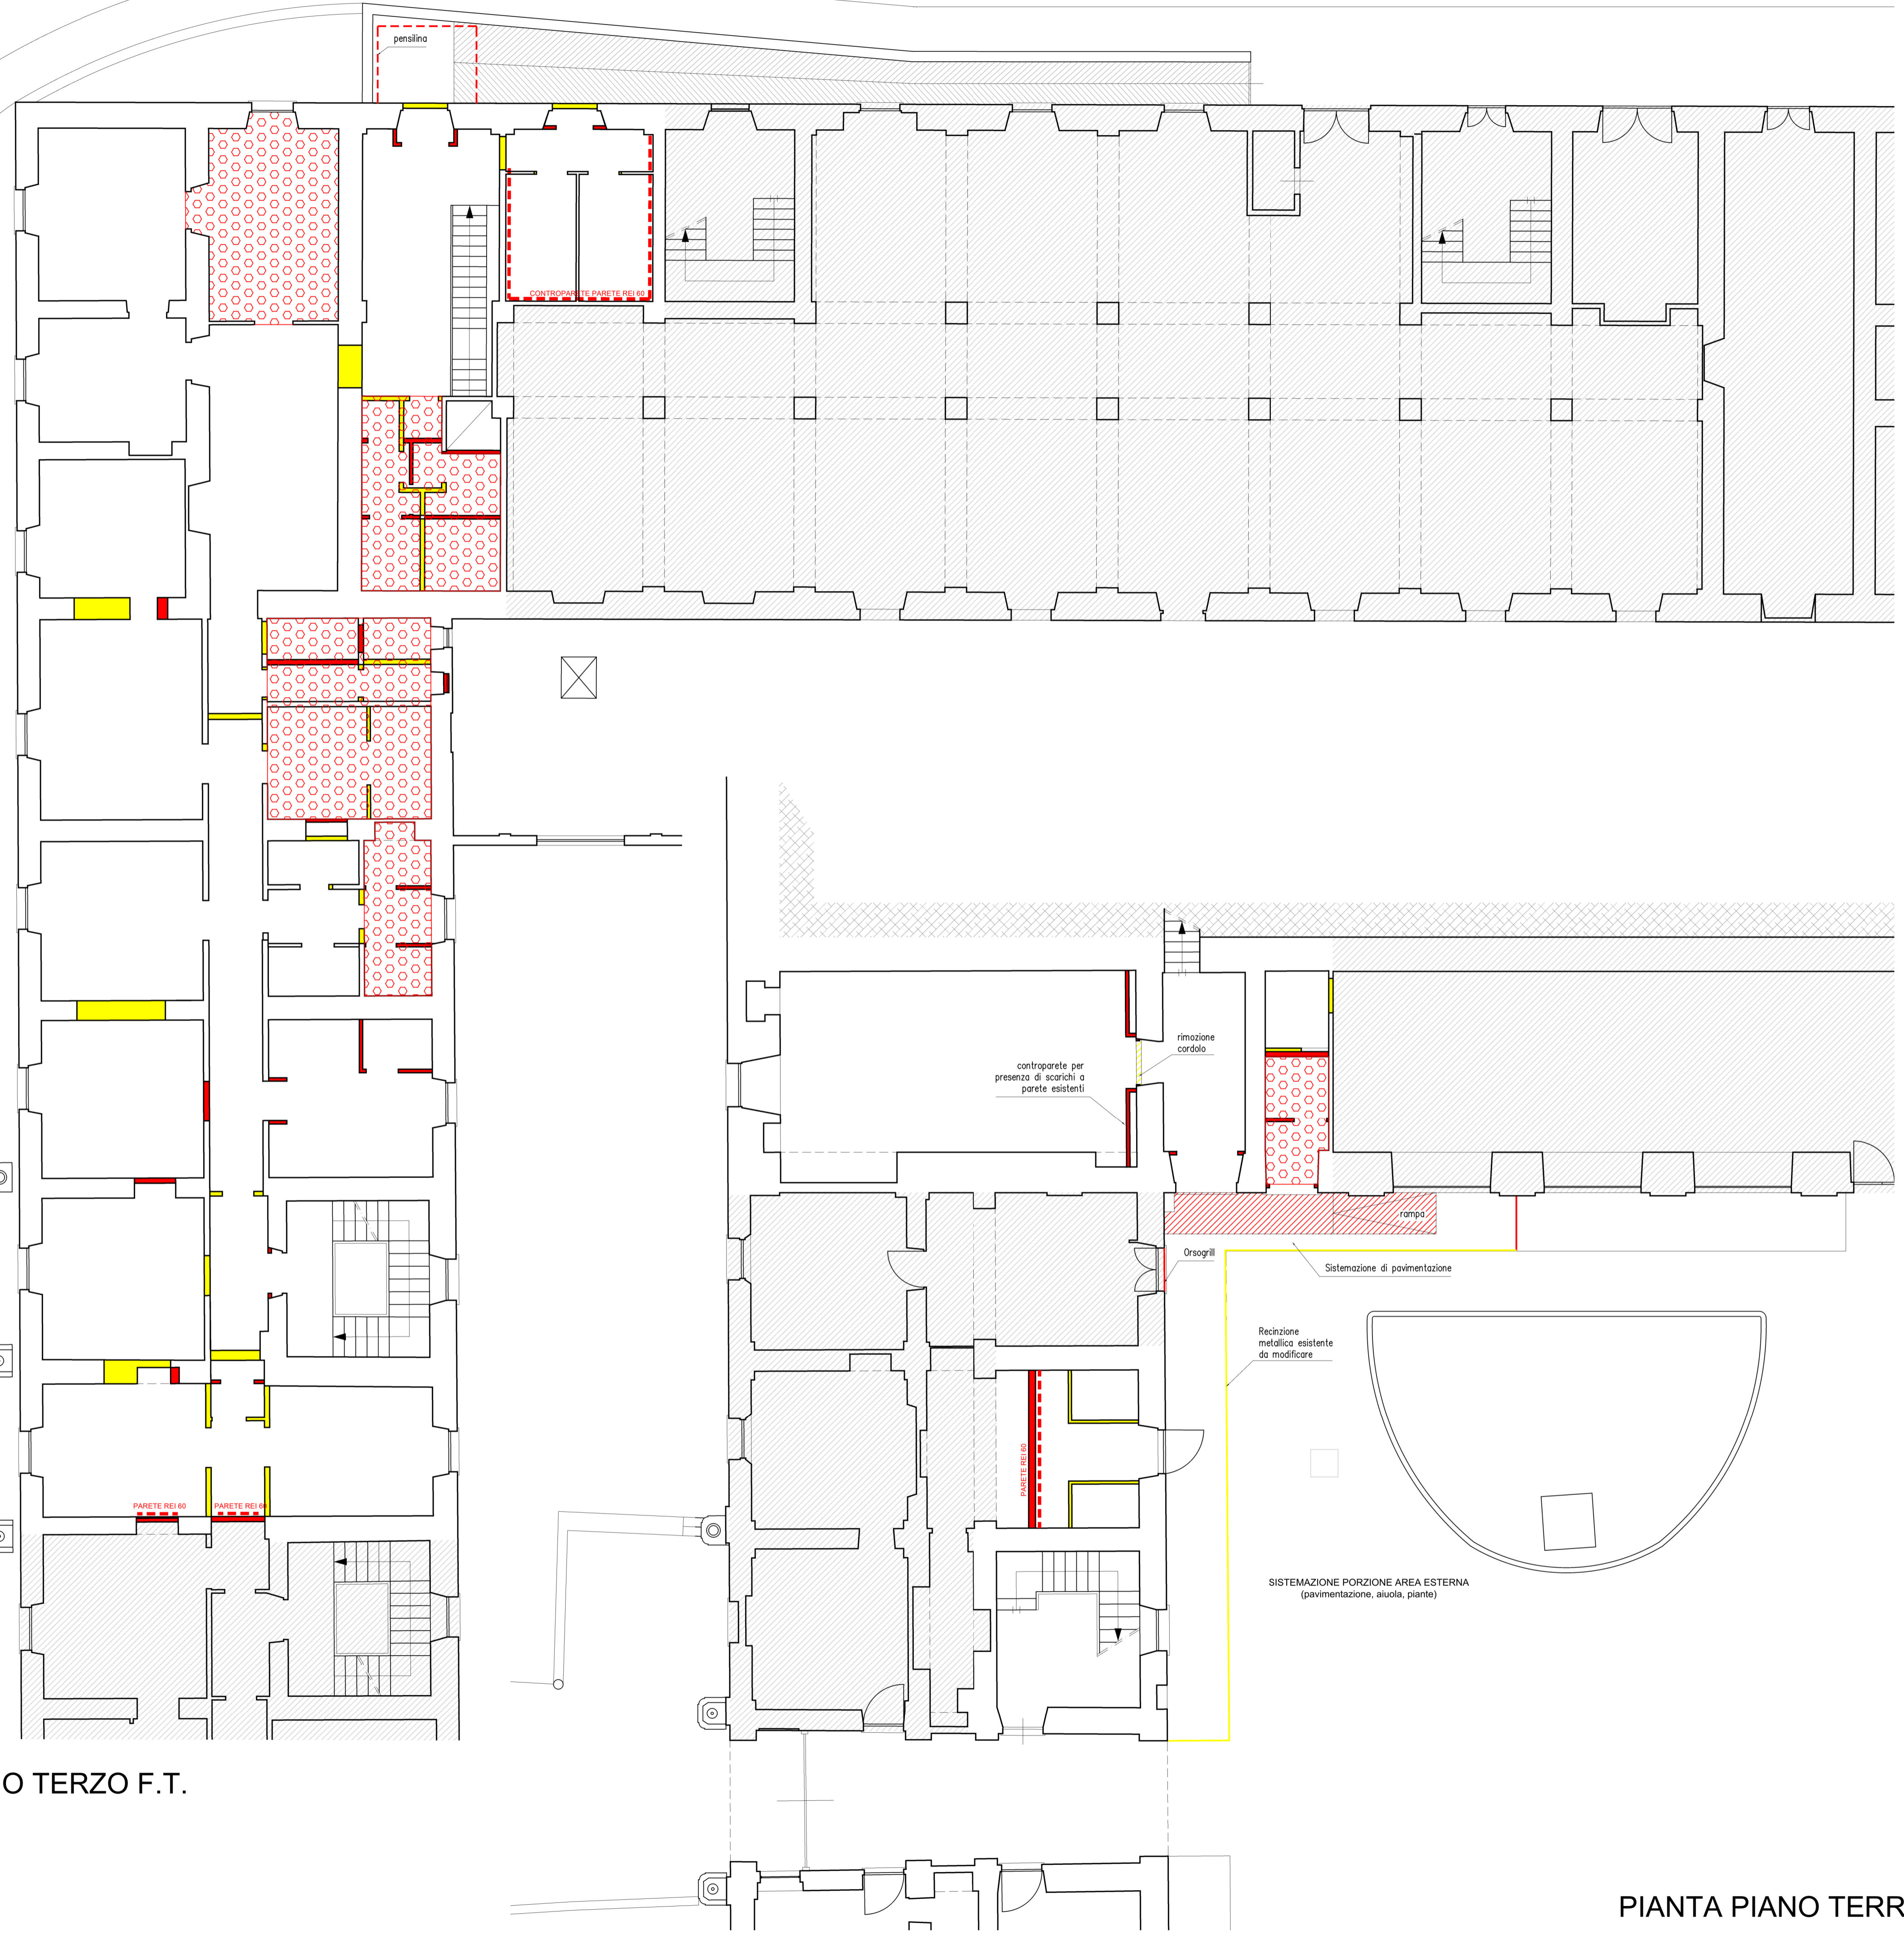 pensilina
CONTROPARETE PARETE REI 60
rimozione
cordolo
controparete per
presenza di scarichi a
parete esistenti
rampa
Orsogrill
Sistemazione di pavimentazione
Recinzione
metallica esistente
da modificare
PARETE REI 60
PARETE REI 60
PARETE REI 60
SISTEMAZIONE PORZIONE AREA ESTERNA
(pavimentazione, aiuola, piante)
O TERZO F.T.
PIANTA PIANO TERR